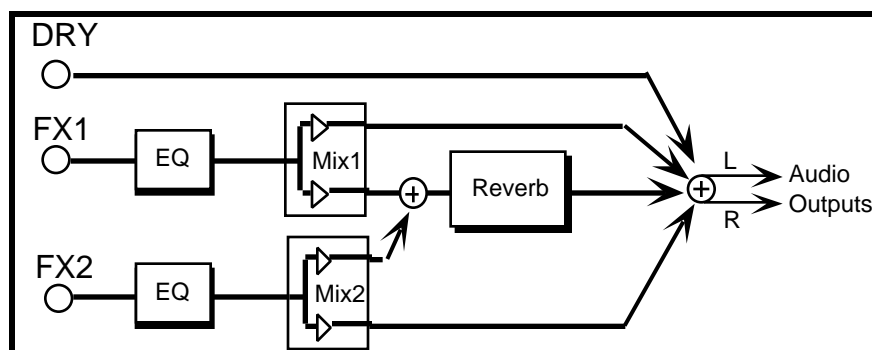 DRY
FX1
EQ
Mix1
Reverb
L
Audio
Outputs
R
FX2
EQ
Mix2